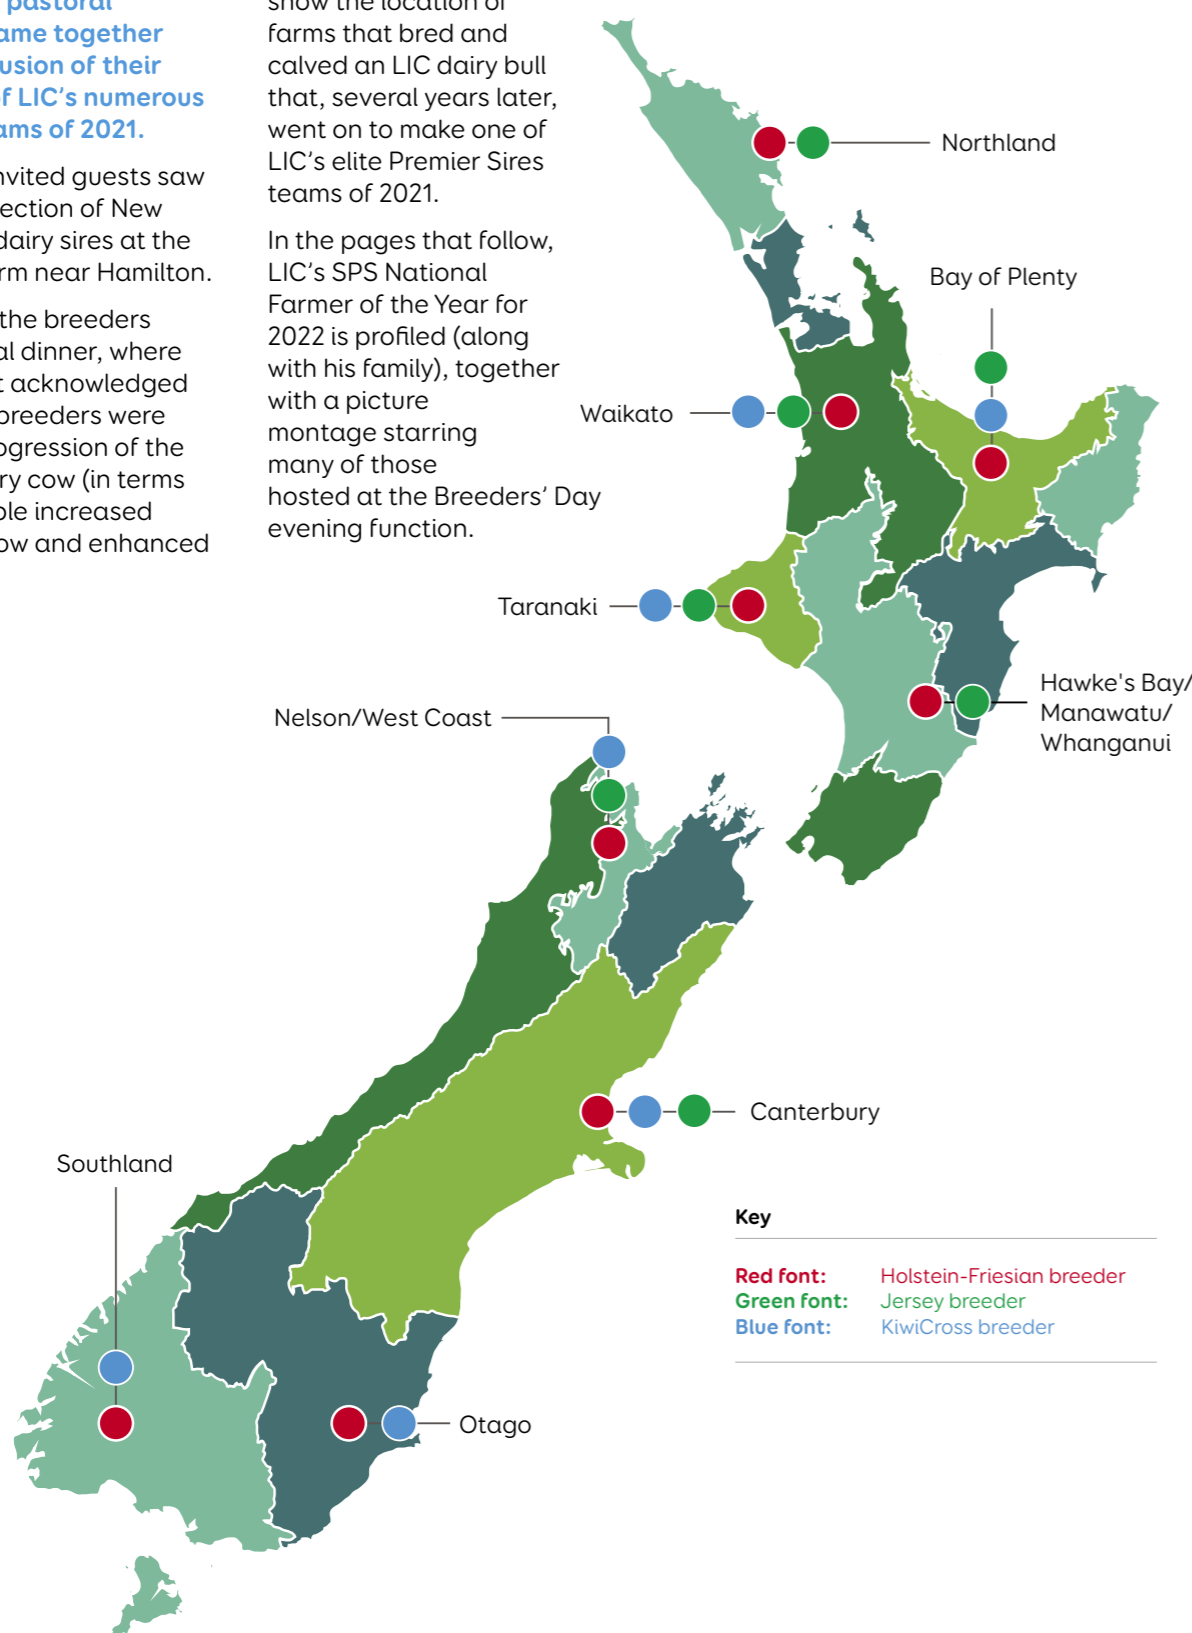 pastoral
ame together
usion of their
f LIC's numerous
ams of 2021.
nvited guests saw
ection of New
dairy sires at the
rm near Hamilton.
the breeders
al dinner, where
t acknowledged
breeders were
ogression of the
ry cow (in terms
ble increased
ow and enhanced
show the location of
farms that bred and
calved an LIC dairy bull
that, several years later,
went on to make one of
LIC's elite Premier Sires
teams of 2021.
In the pages that follow,
LIC's SPS National
Farmer of the Year for
2022 is profiled (along
with his family), together
with a picture
montage starring
many of those
hosted at the Breeders' Day
evening function.
Northland
Bay of Plenty
Waikato
Taranaki
Hawke's Bay/
Manawatu/
Whanganui
Nelson/West Coast
Canterbury
Southland
Otago
Key
Red font: Holstein-Friesian breeder
Green font: Jersey breeder
Blue font: KiwiCross breeder